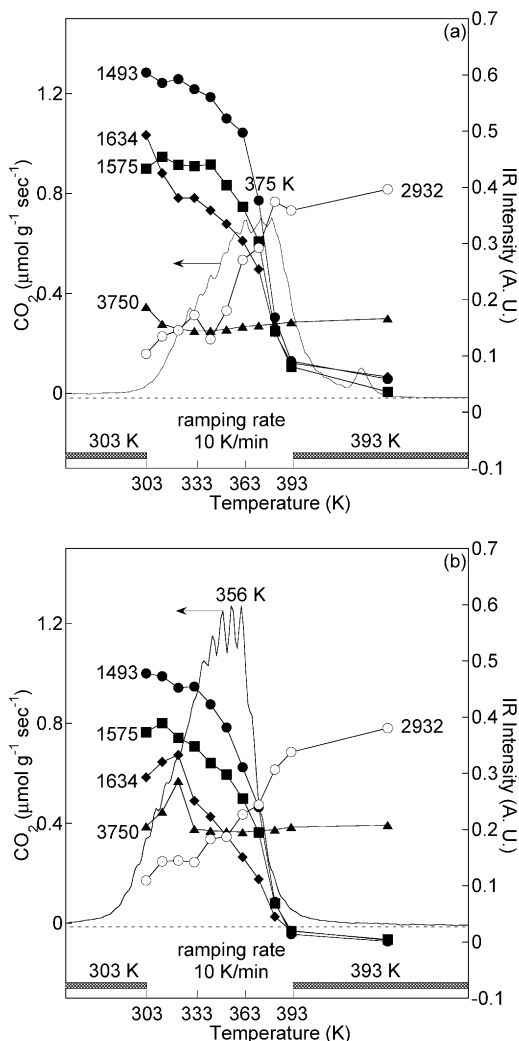 (a)
0.7
0.6
0.5
0.4
0.3
0.2
0.1
0
-0.1
IR Intensity (A. U.)
1.2
0.8
0.4
0
CO₂ (μmol g⁻¹ sec⁻¹)
1493
1634
1575
375 K
2932
3750
ramping rate
303 K 10 K/min 393 K
303 333 363 393
Temperature (K)
(b)
0.7
0.6
0.5
0.4
0.3
0.2
0.1
0
-0.1
IR Intensity (A. U.)
1.2
0.8
0.4
0
CO₂ (μmol g⁻¹ sec⁻¹)
356 K
1493
1575
1634
3750
2932
ramping rate
303 K 10 K/min 393 K
303 333 363 393
Temperature (K)